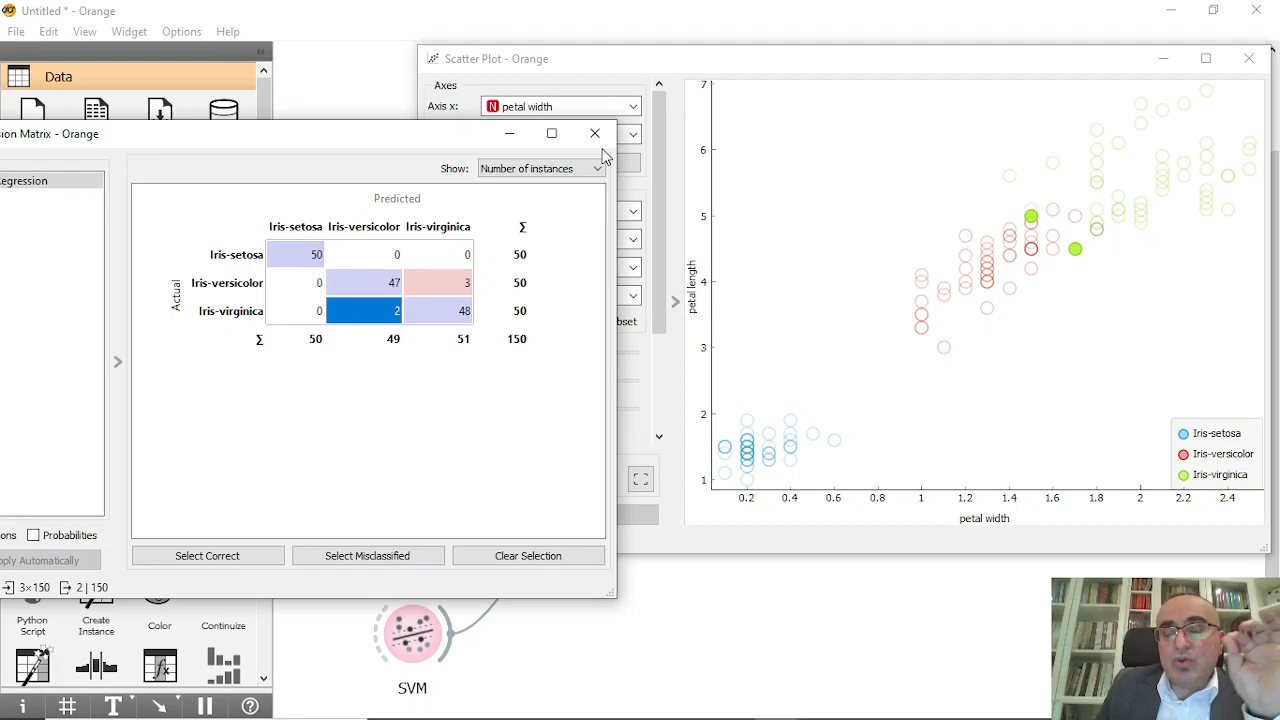 Untitled * - Orange
File Edit View Widget Options Help
Data
Scatter Plot - Orange
Axes
Axis x: N petal width
sion Matrix - Orange
Show: Number of instances
egression
Predicted
Iris-setosa Iris-versicolor Iris-virginica Σ
Iris-setosa 50 0 0 50
Actual
Iris-versicolor 0 47 3 50
Iris-virginica 0 2 48 50
Σ 50 49 51 150
bset
ons Probabilities
pply Automatically
Select Correct Select Misclassified Clear Selection
3×150 2 | 150
7
6
5
4
3
2
1
petal length
0.2 0.4 0.6 0.8 1 1.2 1.4 1.6 1.8 2 2.2 2.4
petal width
Iris-setosa
Iris-versicolor
Iris-virginica
Python Script
Create Instance
Color
Continuize
SVM